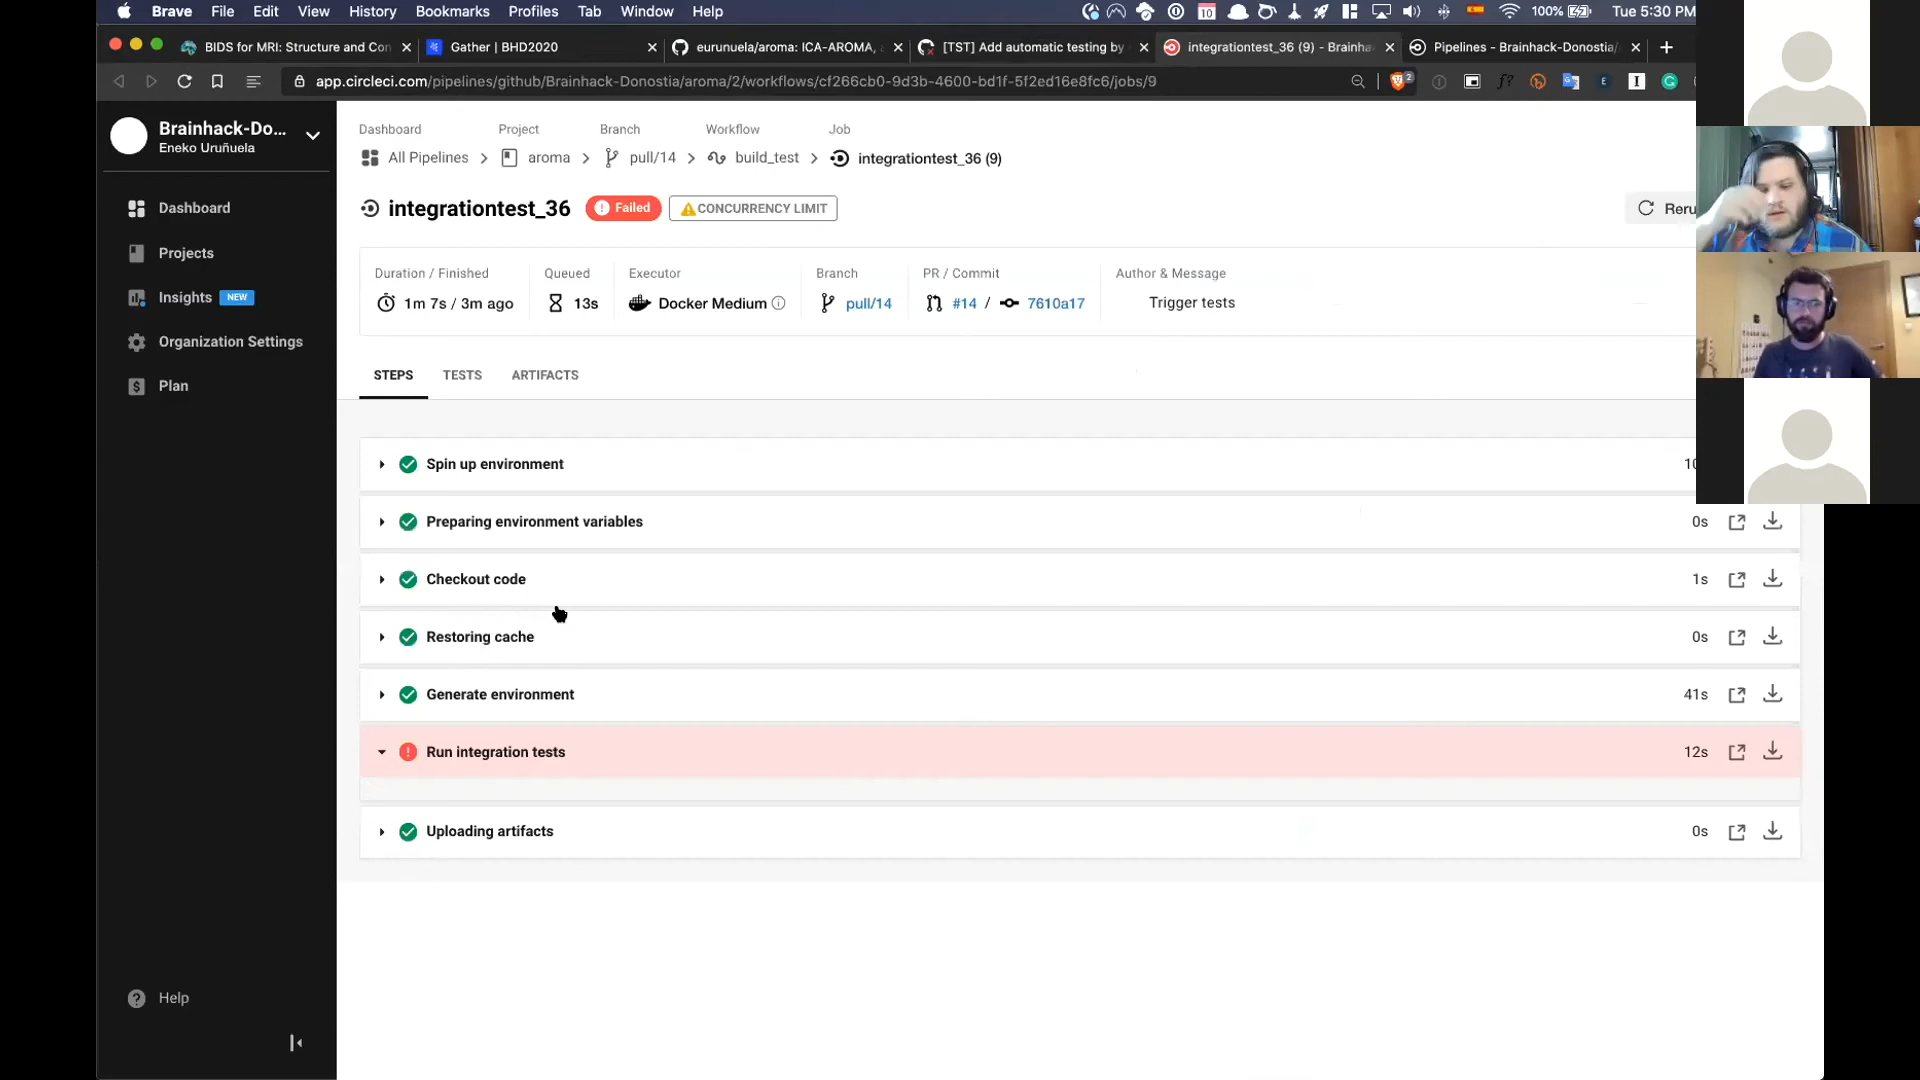 Brave File Edit View History Bookmarks Profiles Tab Window Help
10
100%
Tue 5:30 PM
BIDS for MRI: Structure and Con
Gather | BHD2020
eurunuela/aroma: ICA-AROMA,
[TST] Add automatic testing by
integrationtest_36 (9) - Brainha
Pipelines - Brainhack-Donostia/
app.circleci.com/pipelines/github/Brainhack-Donostia/aroma/2/workflows/cf266cb0-9d3b-4600-bd1f-5f2ed16e8fc6/jobs/9
2
Brainhack-Do...
Eneko Uruñuela
Dashboard
Projects
Insights NEW
Organization Settings
Plan
Help
Dashboard Project Branch Workflow Job
All Pipelines aroma pull/14 build_test integrationtest_36 (9)
integrationtest_36 Failed CONCURRENCY LIMIT
Reru
Duration / Finished Queued Executor Branch PR / Commit Author & Message
1m 7s / 3m ago 13s Docker Medium pull/14 #14 / 7610a17 Trigger tests
STEPS TESTS ARTIFACTS
Spin up environment 10
Preparing environment variables 0s
Checkout code 1s
Restoring cache 0s
Generate environment 41s
Run integration tests 12s
Uploading artifacts 0s